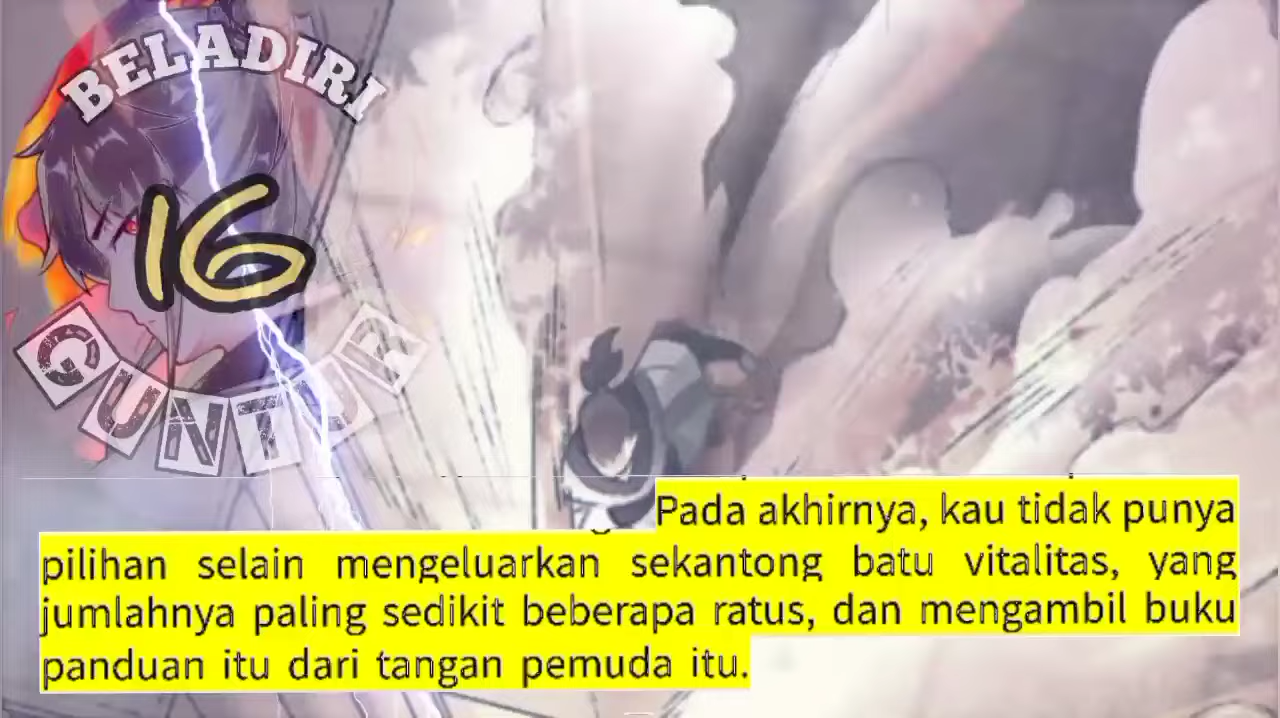 BELADIRI
16
GUNTUR
Pada akhirnya, kau tidak punya
pilihan selain mengeluarkan sekantong batu vitalitas, yang
jumlahnya paling sedikit beberapa ratus, dan mengambil buku
panduan itu dari tangan pemuda itu.